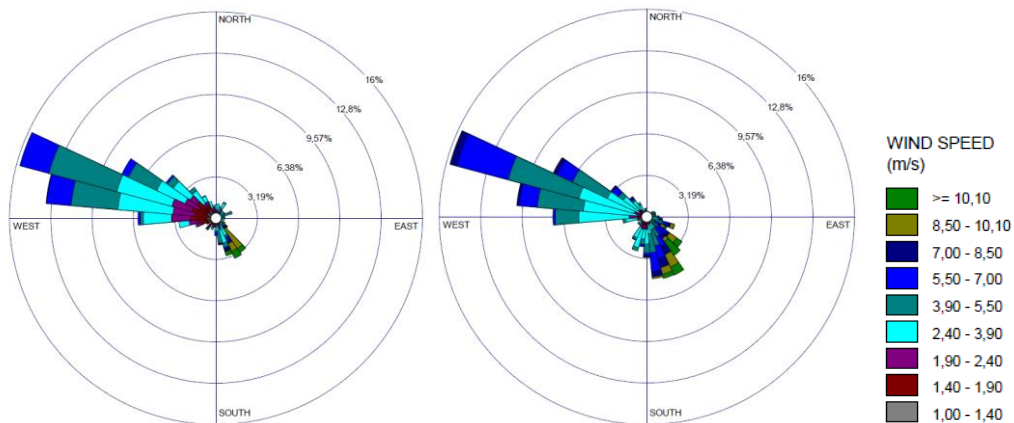 NORTH
16%
12,8%
9,57%
6,38%
3,19%
WEST
EAST
SOUTH
NORTH
16%
12,8%
9,57%
6,38%
3,19%
WEST
EAST
SOUTH
WIND SPEED
(m/s)
>= 10,10
8,50 - 10,10
7,00 - 8,50
5,50 - 7,00
3,90 - 5,50
2,40 - 3,90
1,90 - 2,40
1,40 - 1,90
1,00 - 1,40